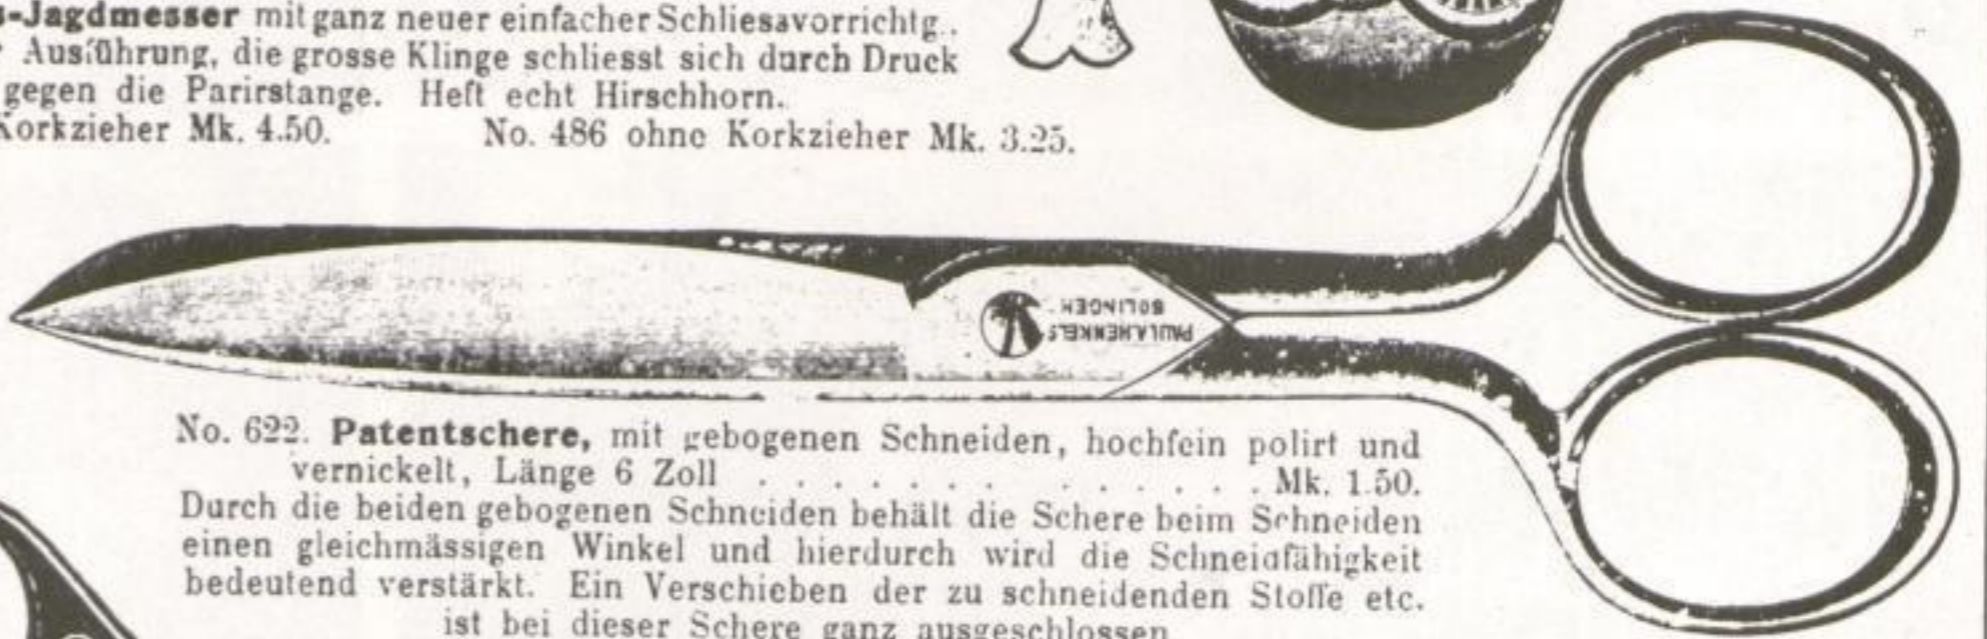 -Jagdmesser mit ganz neuer einfacher Schliesavorrichtg..
Ausführung, die grosse Klinge schliesst sich durch Druck
gegen die Parirstange. Heft echt Hirschhorn.
Korkzieher Mk. 4.50. No. 486 ohne Korkzieher Mk. 3.25.
PAUL A. HENKELS
SOLINGEN
No. 622. Patentschere, mit gebogenen Schneiden, hochfein polirt und
vernickelt, Länge 6 Zoll . . . . . . . . . . . . . Mk. 1.50.
Durch die beiden gebogenen Schneiden behält die Schere beim Schneiden
einen gleichmässigen Winkel und hierdurch wird die Schneidfähigkeit
bedeutend verstärkt. Ein Verschieben der zu schneidenden Stoffe etc.
ist bei dieser Schere ganz ausgeschlossen